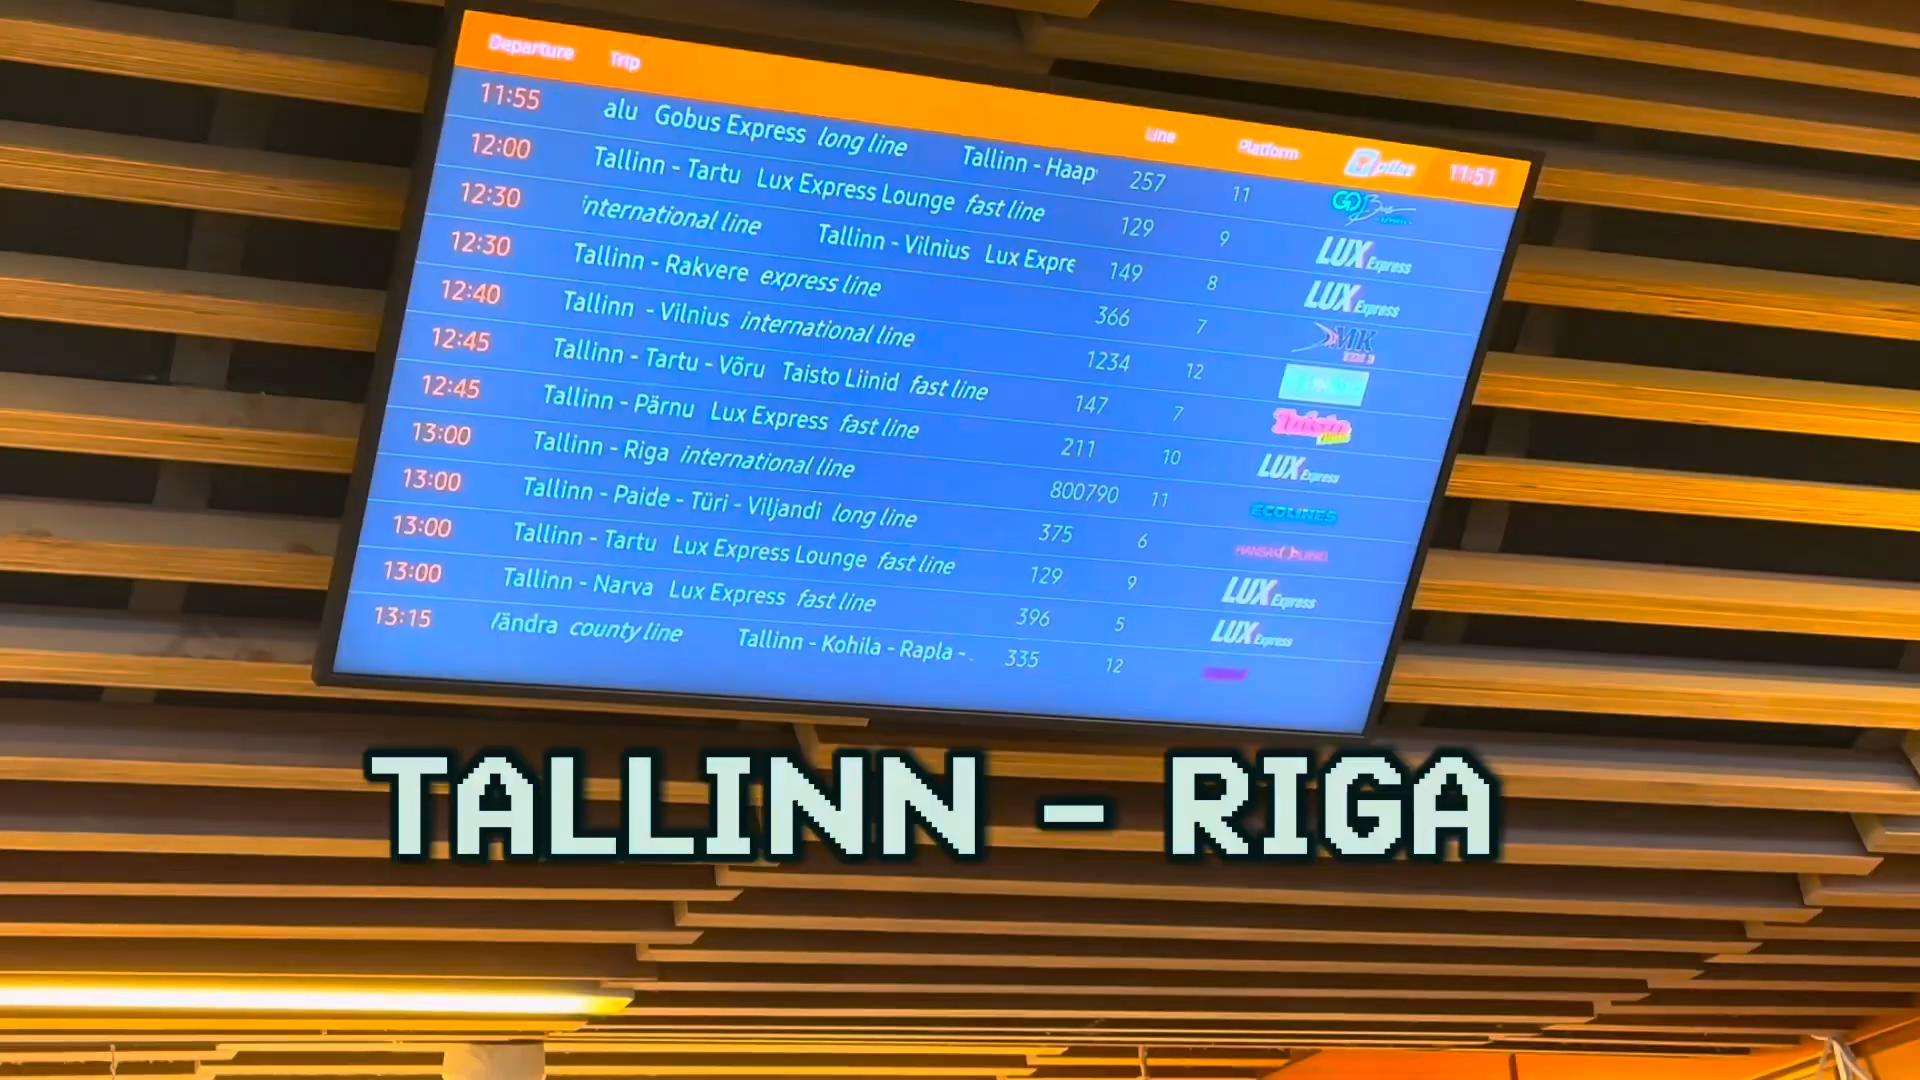 Departure Trip Line Platform pilet 11:51
11:55 alu Gobus Express long line Tallinn - Haap 257 11 GOBus
12:00 Tallinn - Tartu Lux Express Lounge fast line 129 9 LUX Express
12:30 international line Tallinn - Vilnius Lux Expre 149 8 LUX Express
12:30 Tallinn - Rakvere express line 366 7 MK
12:40 Tallinn - Vilnius international line 1234 12
12:45 Tallinn - Tartu - Võru Taisto Liinid fast line 147 7 Taisto
12:45 Tallinn - Pärnu Lux Express fast line 211 10 LUX Express
13:00 Tallinn - Riga international line 800790 11 ECOLINES
13:00 Tallinn - Paide - Türi - Viljandi long line 375 6
13:00 Tallinn - Tartu Lux Express Lounge fast line 129 9 LUX Express
13:00 Tallinn - Narva Lux Express fast line 396 5 LUX Express
13:15 Vändra county line Tallinn - Kohila - Rapla - 335 12
TALLINN - RIGA